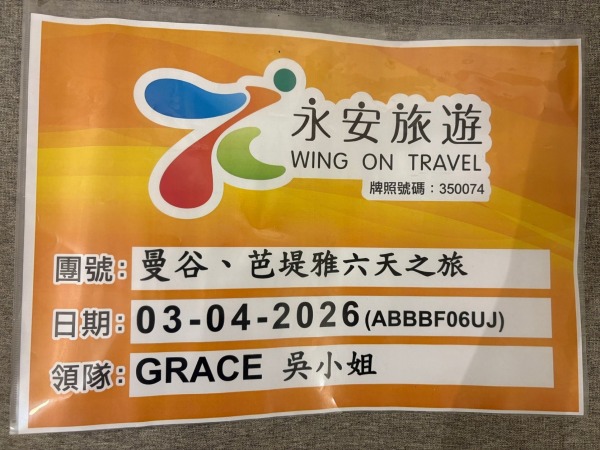 永安旅遊
WING ON TRAVEL
牌照號碼：350074
團號：曼谷、芭堤雅六天之旅
日期：03-04-2026(ABBBF06UJ)
領隊：GRACE 吳小姐